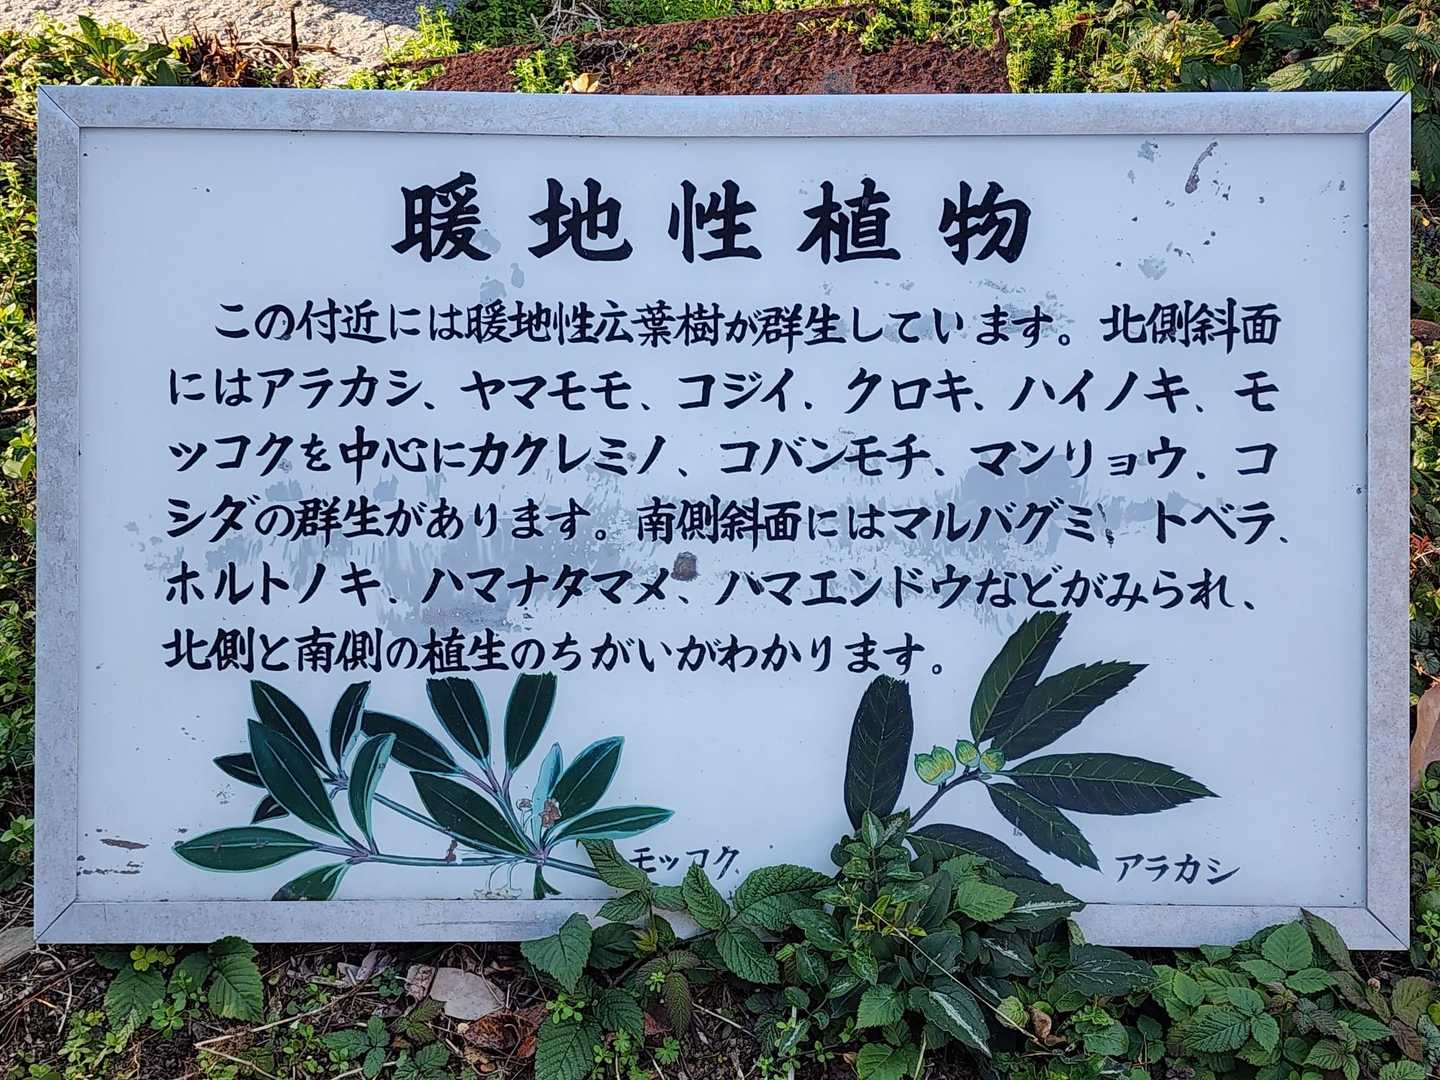 暖地性植物
この付近には暖地性広葉樹が群生しています。北側斜面
にはアラカシ、ヤマモモ、コジイ、クロキ、ハイノキ、モ
ッコクを中心にカクレミノ、コバンモチ、マンリョウ、コ
シダの群生があります。南側斜面にはマルバグミ、トベラ、
ホルトノキ、ハマナタマメ、ハマエンドウなどがみられ、
北側と南側の植生のちがいがわかります。
モッコク
アラカシ